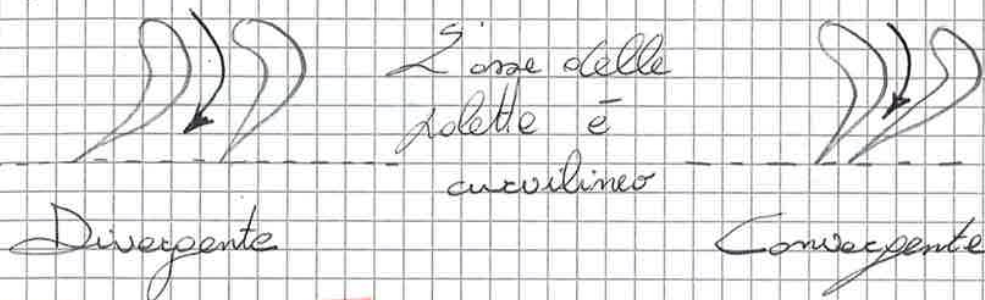 L'asse delle
palette è
curvilineo
Divergente
Convergente